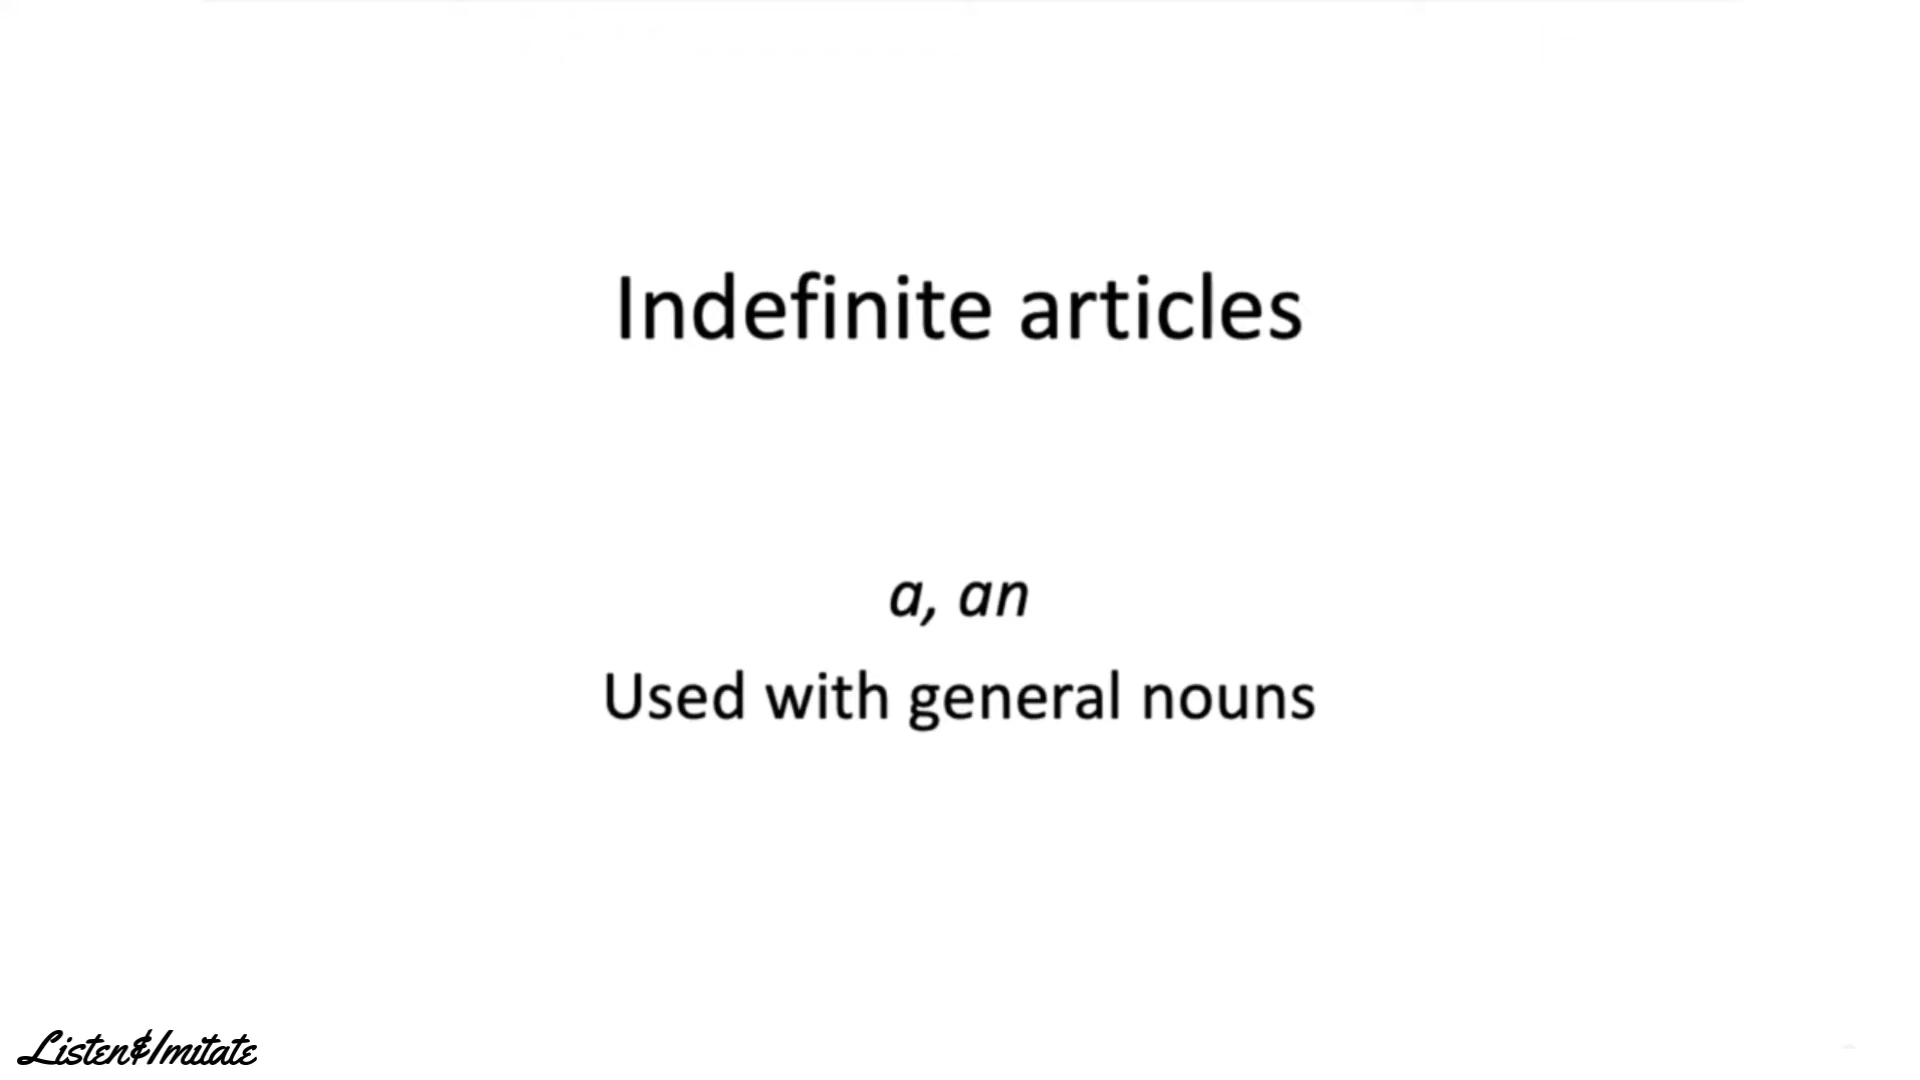 Indefinite articles
a, an
Used with general nouns
Listen&Imitate